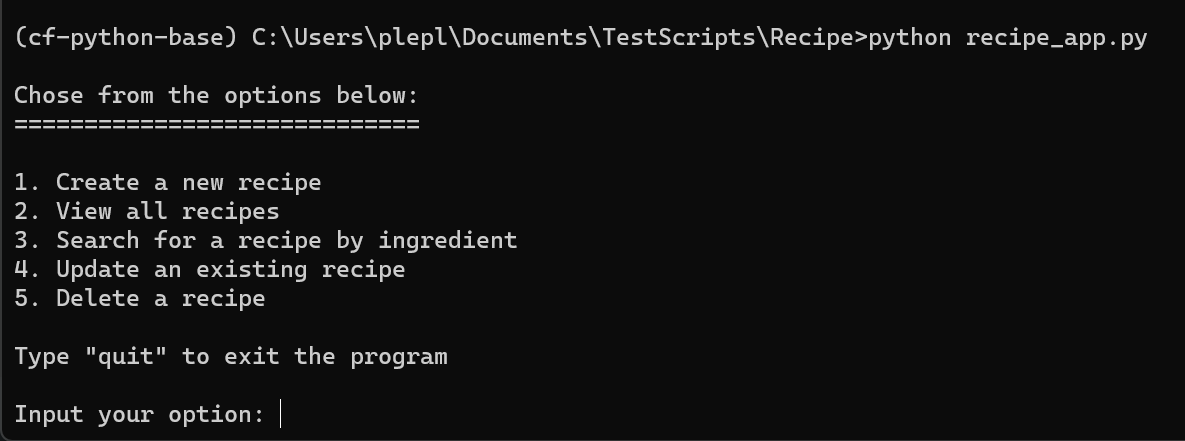 (cf-python-base) C:\Users\plepl\Documents\TestScripts\Recipe>python recipe_app.py
Chose from the options below:
=============================
1. Create a new recipe
2. View all recipes
3. Search for a recipe by ingredient
4. Update an existing recipe
5. Delete a recipe
Type "quit" to exit the program
Input your option: